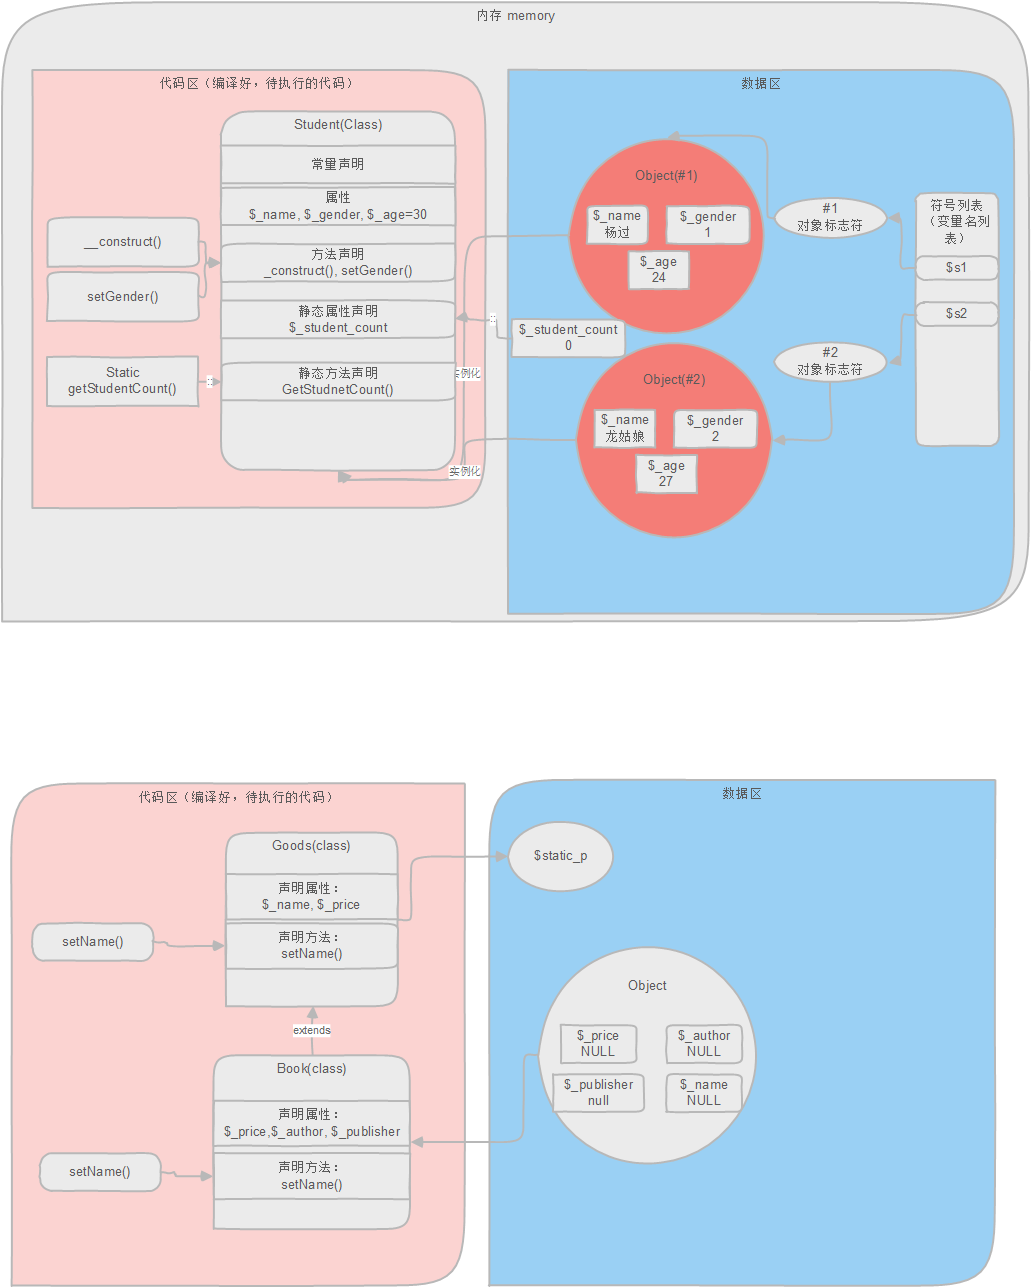 内存 memory
代码区（编译好，待执行的代码）
Student(Class)
常量声明
属性
$_name, $_gender, $_age=30
方法声明
_construct(), setGender()
静态属性声明
$_student_count
静态方法声明
GetStudnetCount()
__construct()
setGender()
Static
getStudentCount()
::
::
实例化
实例化
数据区
Object(#1)
$_name
杨过
$_gender
1
$_age
24
$_student_count
0
Object(#2)
$_name
龙姑娘
$_gender
2
$_age
27
#1
对象标志符
#2
对象标志符
符号列表
（变量名列
表）
$s1
$s2
代码区（编译好，待执行的代码）
Goods(class)
声明属性：
$_name, $_price
声明方法：
setName()
setName()
extends
Book(class)
声明属性：
$_price,$_author, $_publisher
声明方法：
setName()
setName()
数据区
$static_p
Object
$_price
NULL
$_author
NULL
$_publisher
null
$_name
NULL